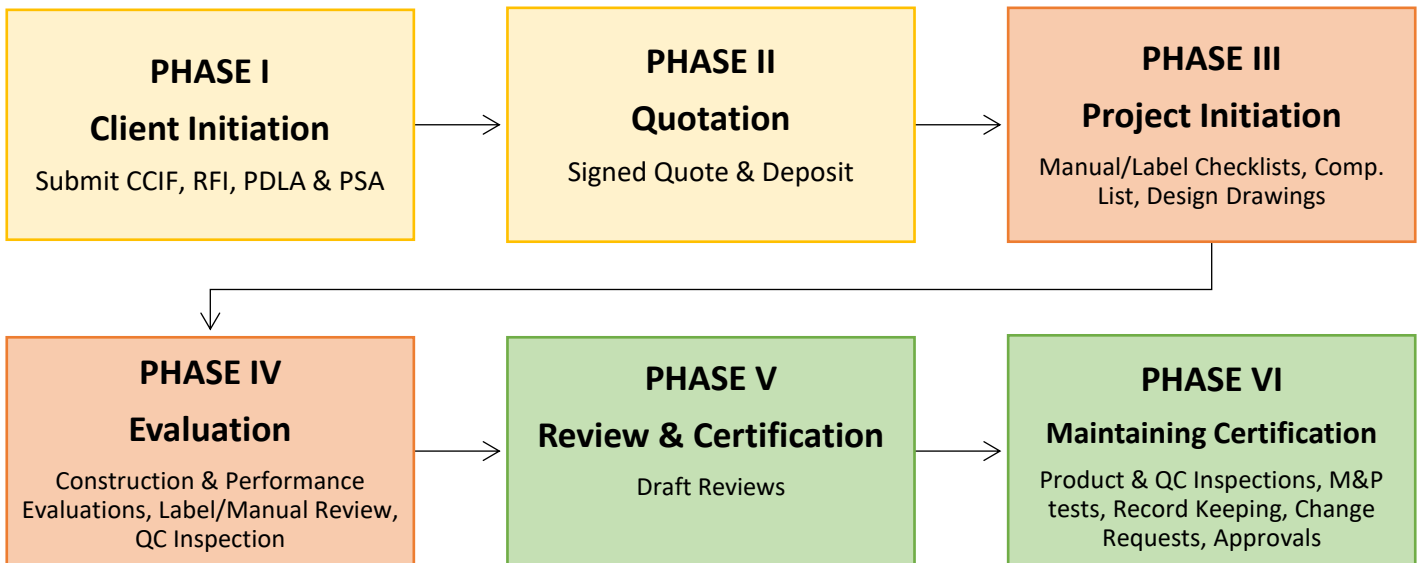 PHASE I
Client Initiation
Submit CCIF, RFI, PDLA & PSA
PHASE II
Quotation
Signed Quote & Deposit
PHASE III
Project Initiation
Manual/Label Checklists, Comp.
List, Design Drawings
PHASE IV
Evaluation
Construction & Performance
Evaluations, Label/Manual Review,
QC Inspection
PHASE V
Review & Certification
Draft Reviews
PHASE VI
Maintaining Certification
Product & QC Inspections, M&P
tests, Record Keeping, Change
Requests, Approvals